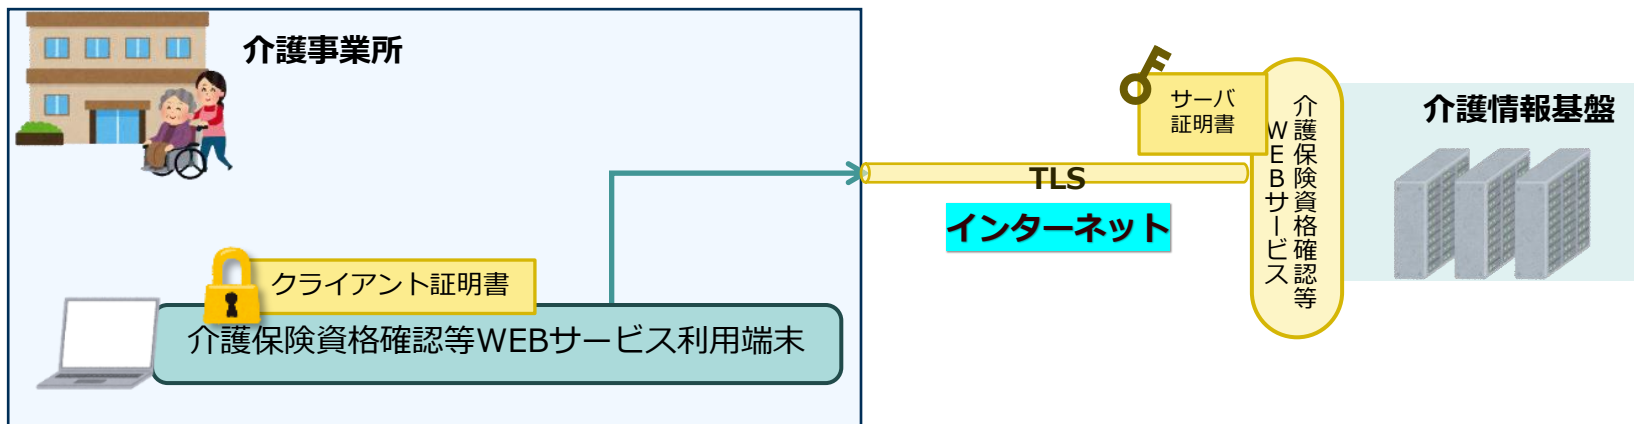 介護事業所
クライアント証明書
介護保険資格確認等WEBサービス利用端末
TLS
インターネット
サーバ
証明書
介護保険資格確認等
WEBサービス
介護情報基盤